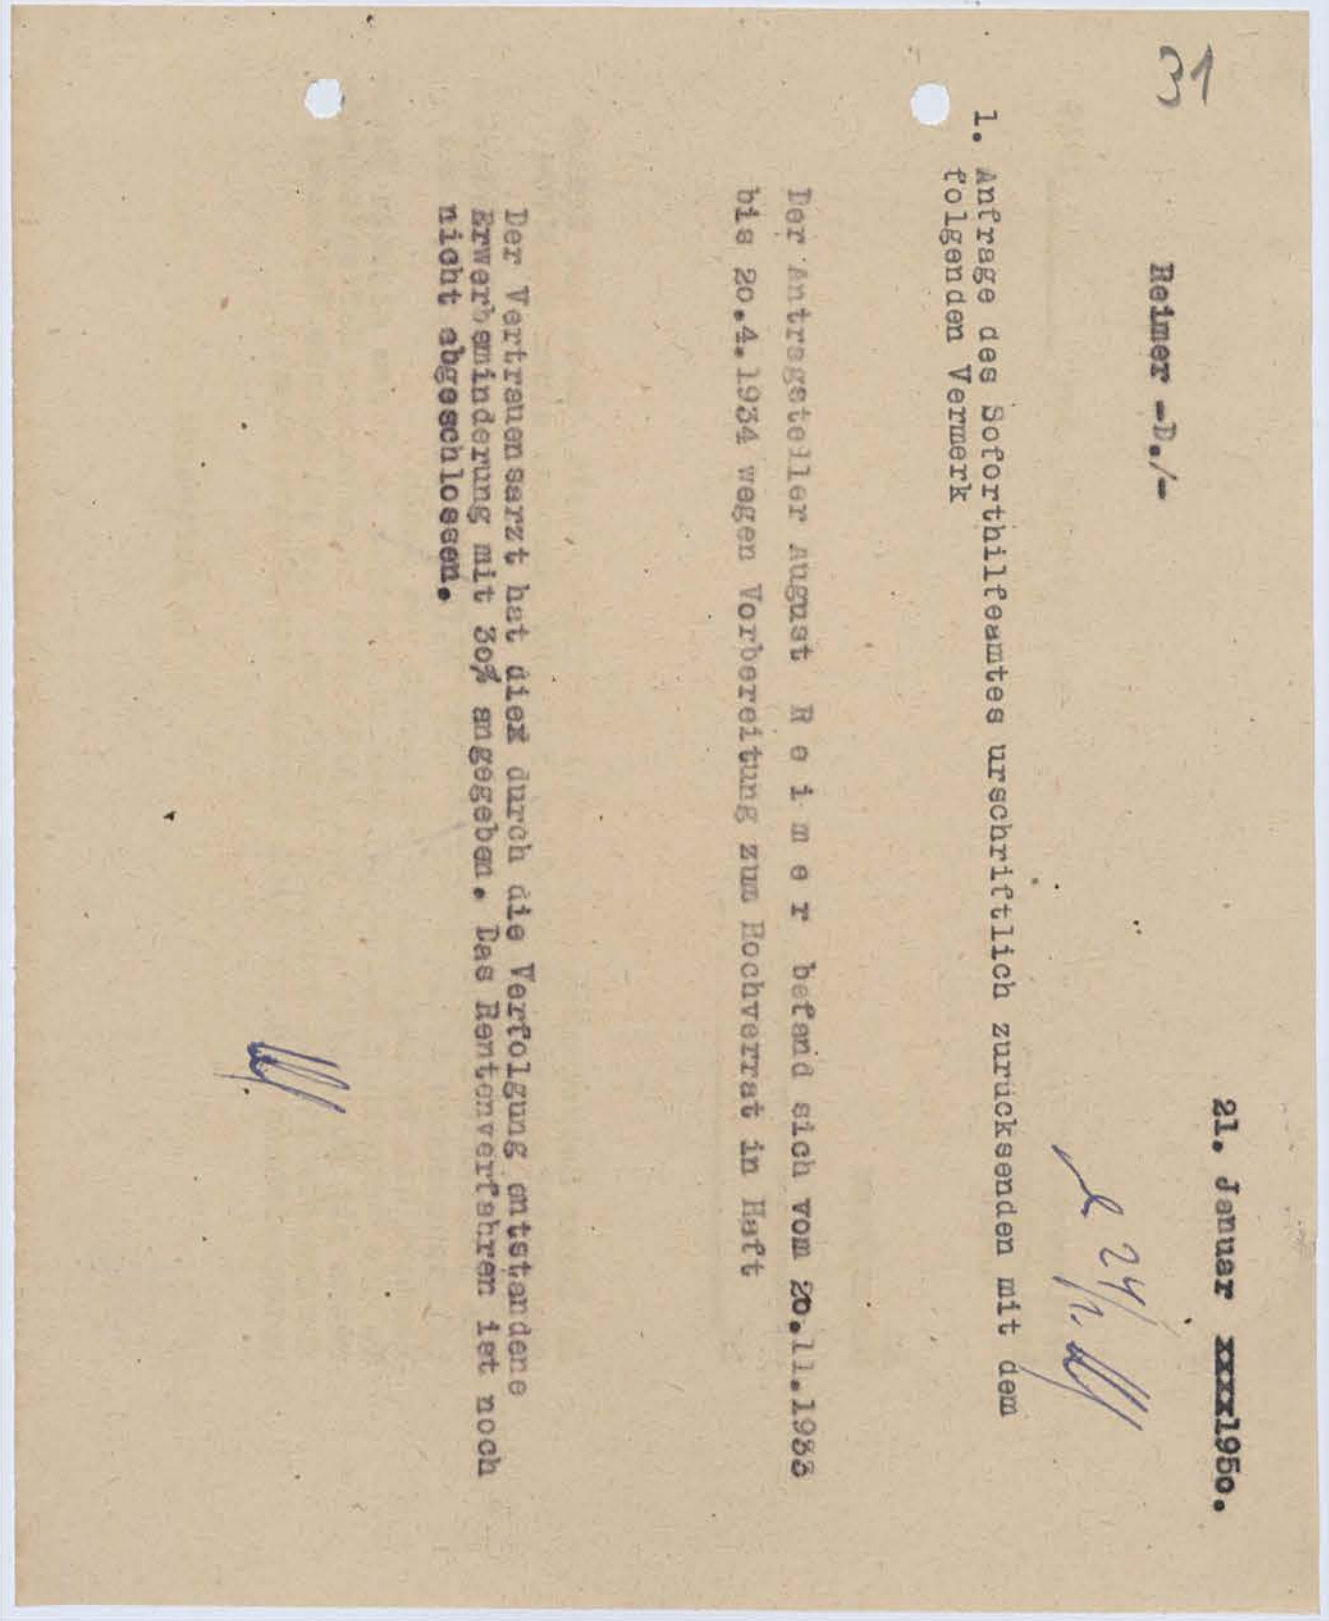 31
21. Januar xxxx1950.
Reimer -D./-
24/1.
1. Anfrage des Soforthilfeamtes urschriftlich zurücksenden mit dem
folgenden Vermerk
Der Antragsteller August R e i m e r befand sich vom 20.11.1933
bis 20.4.1934 wegen Vorbereitung zum Hochverrat in Haft
Der Vertrauensarzt hat diex durch die Verfolgung entstandene
Erwerbsminderung mit 30% angegeben. Das Rentenverfahren ist noch
nicht abgeschlossen.